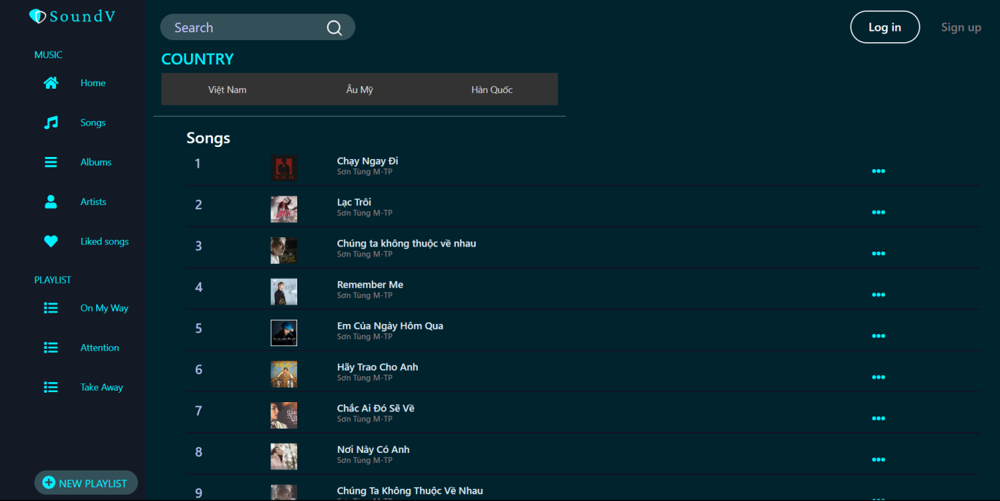 SoundV
Search
Log in
Sign up
MUSIC
Home
Songs
Albums
Artists
Liked songs
PLAYLIST
On My Way
Attention
Take Away
NEW PLAYLIST
COUNTRY
Việt Nam
Âu Mỹ
Hàn Quốc
Songs
1
Chạy Ngay Đi
Sơn Tùng M-TP
2
Lạc Trôi
Sơn Tùng M-TP
3
Chúng ta không thuộc về nhau
Sơn Tùng M-TP
4
Remember Me
Sơn Tùng M-TP
5
Em Của Ngày Hôm Qua
Sơn Tùng M-TP
6
Hãy Trao Cho Anh
Sơn Tùng M-TP
7
Chắc Ai Đó Sẽ Về
Sơn Tùng M-TP
8
Nơi Này Có Anh
Sơn Tùng M-TP
9
Chúng Ta Không Thuộc Về Nhau